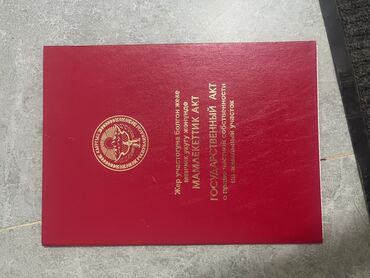 Жер участогуна болгон жеке
менчик укугу жөнүндө
МАМЛЕКЕТТИК АКТ
ГОСУДАРСТВЕННЫЙ АКТ
о праве частной собственности
на земельный участок